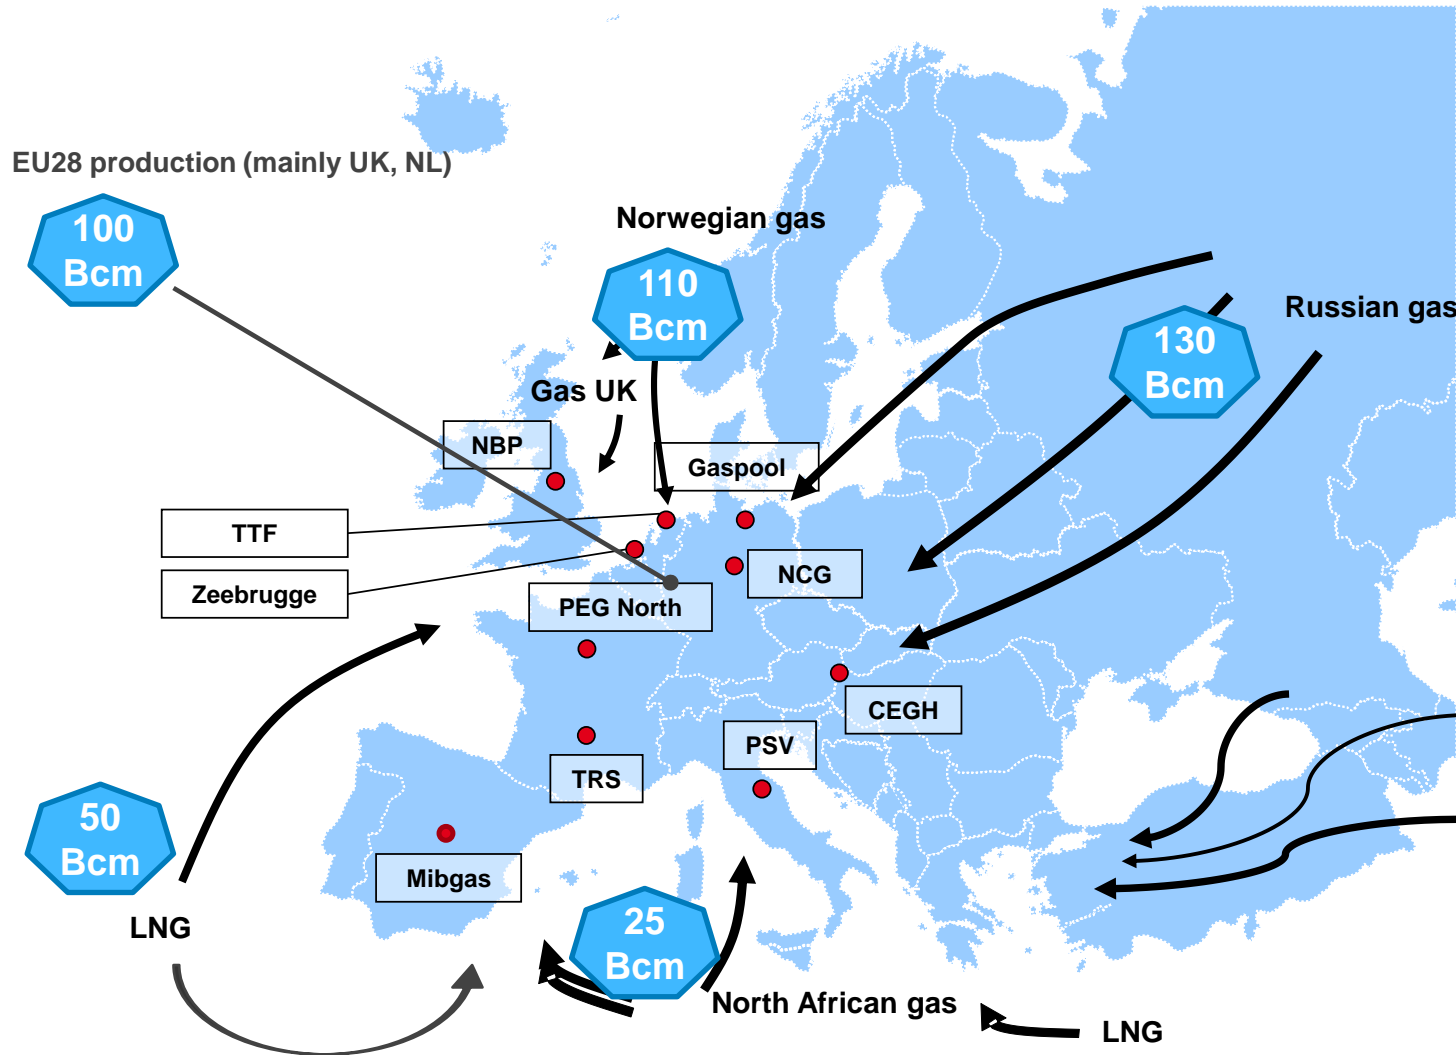 EU28 production (mainly UK, NL)
100
Bcm
Norwegian gas
110
Bcm
Russian gas
130
Bcm
Gas UK
NBP
Gaspool
TTF
NCG
Zeebrugge
PEG North
CEGH
PSV
TRS
50
Bcm
Mibgas
LNG
25
Bcm
North African gas
LNG